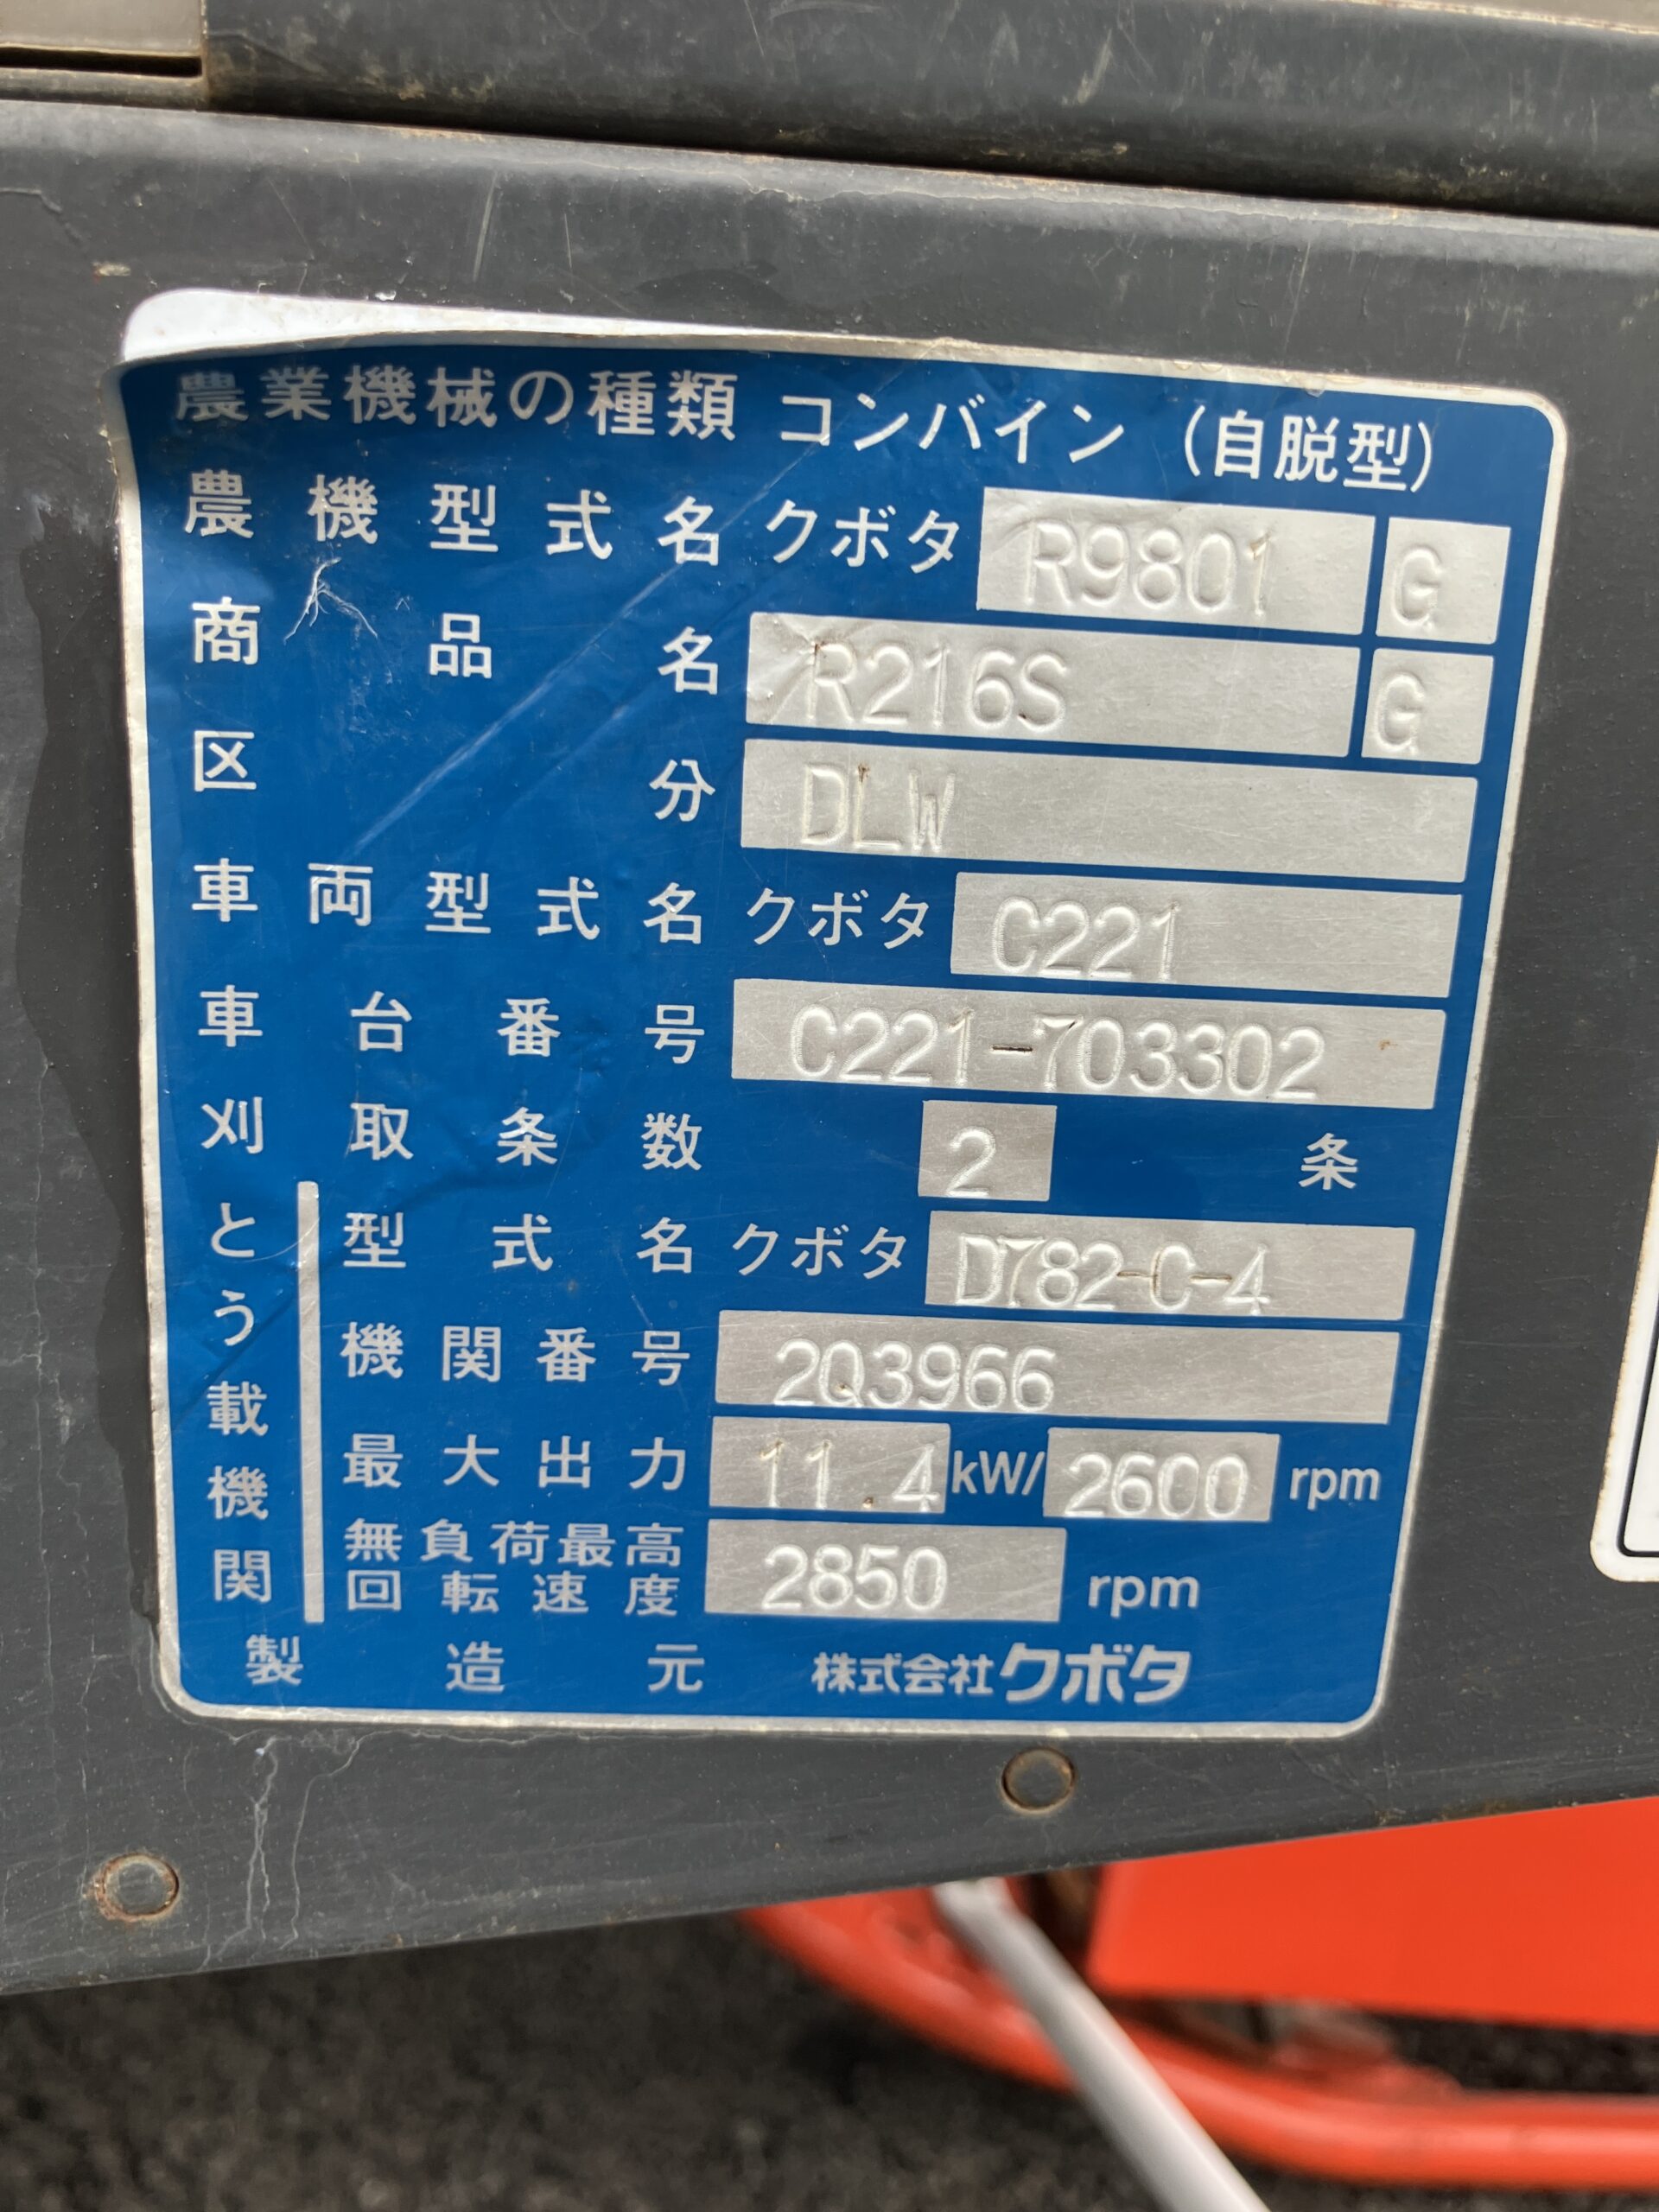 農業機械の種類 コンバイン (自脱型)
農機型式名 クボタ R9801 G
商品名 R216S G
区分 DLW
車両型式名 クボタ C221
車台番号 C221-703302
刈取条数 2 条
とう載機関
型式名 クボタ D782-C-4
機関番号 2Q3966
最大出力 11.4 kW/ 2600 rpm
無負荷最高回転速度 2850 rpm
製造元 株式会社クボタ